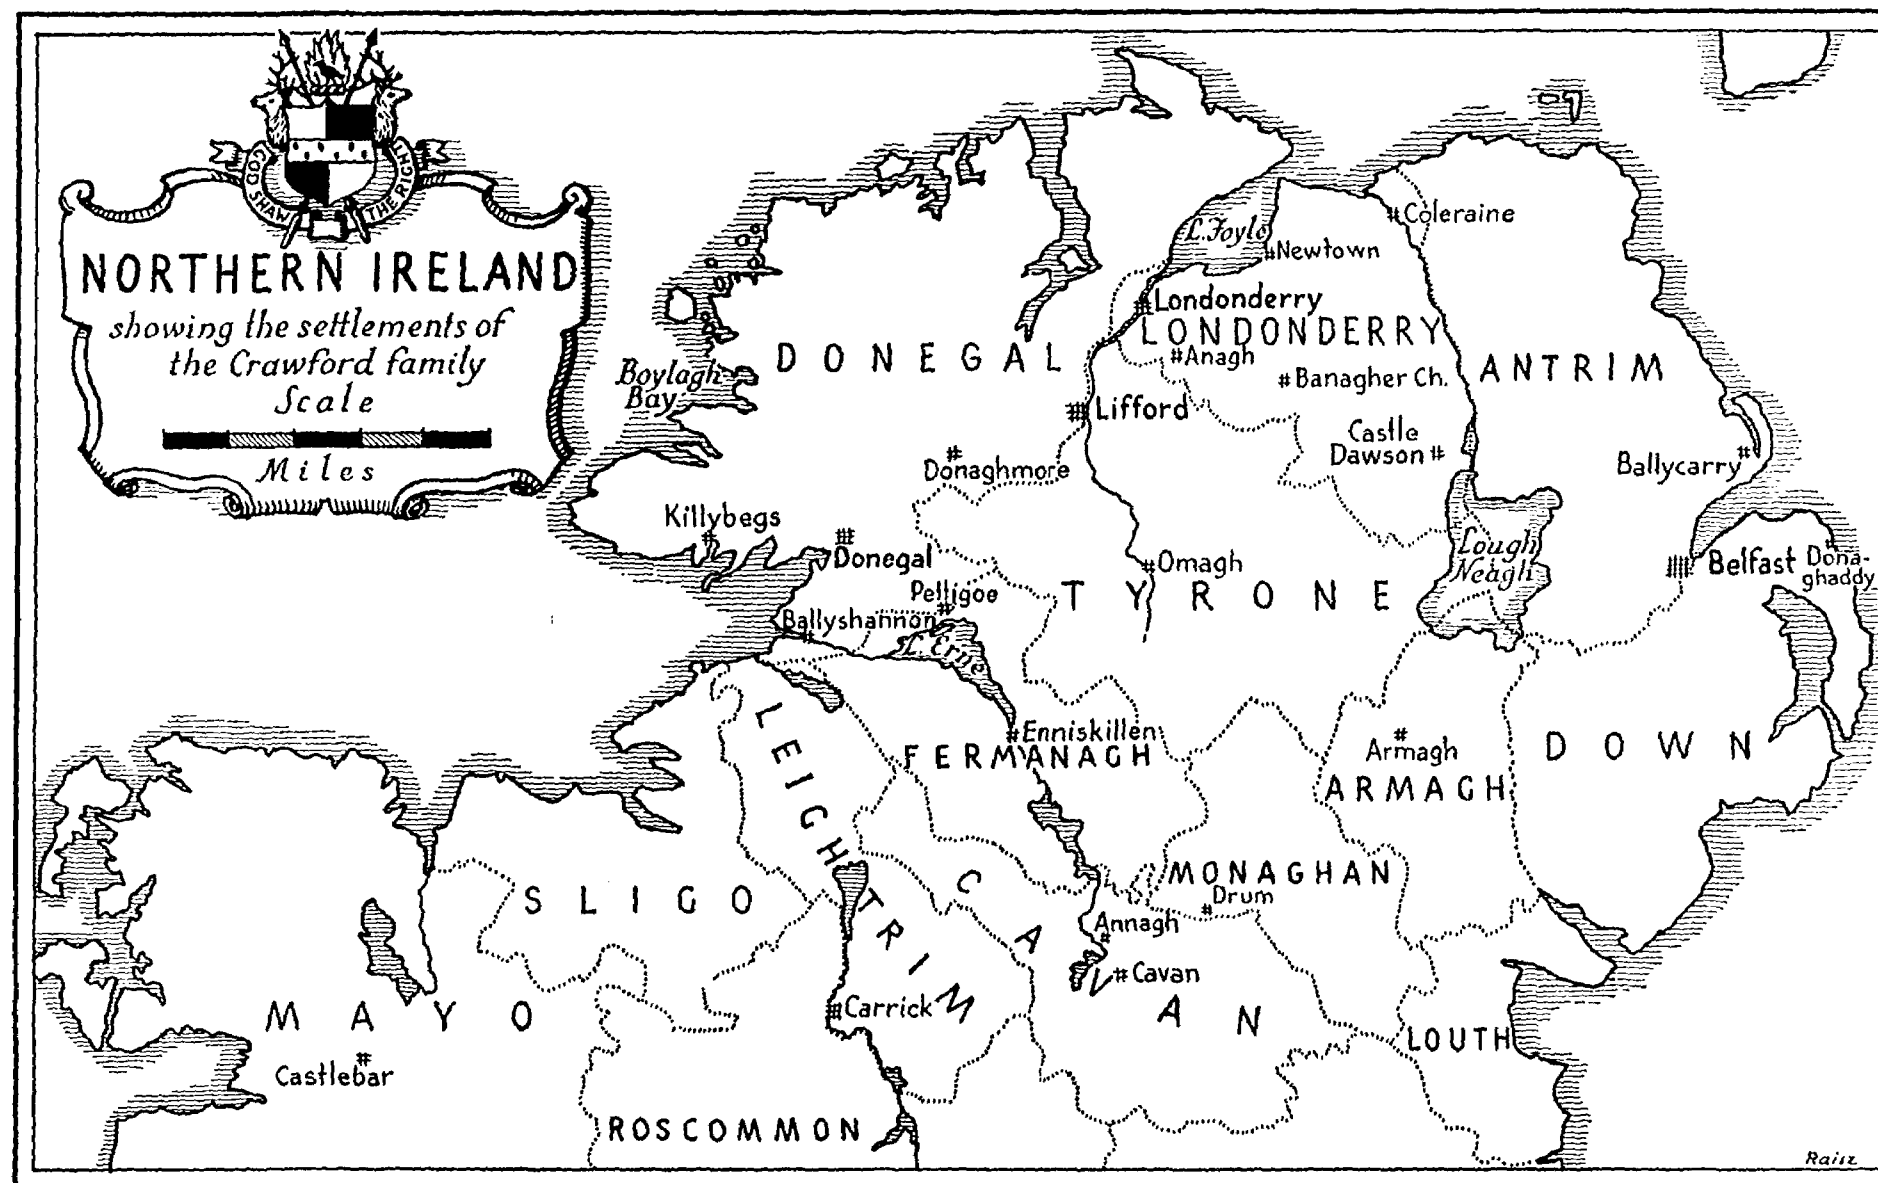 GOD SHAW THE RIGHT
NORTHERN IRELAND
showing the settlements of
the Crawford family
Scale
Miles
L. Foyle
Coleraine
Newtown
Londonderry
LONDONDERRY
Anagh
Banagher Ch.
ANTRIM
DONEGAL
Boylagh
Bay
Lifford
Castle
Dawson
Ballycarry
Donaghmore
Killybegs
Donegal
Omagh
Lough
Neagh
Belfast
Dona-
ghaddy
Pettigoe
TYRONE
Ballyshannon
L. Erne
Enniskillen
FERMANAGH
Armagh
ARMAGH
DOWN
LEIGHTRIM
MONAGHAN
Drum
SLIGO
CAVAN
Annagh
Cavan
MAYO
Carrick
LOUTH
Castlebar
ROSCOMMON
Raisz